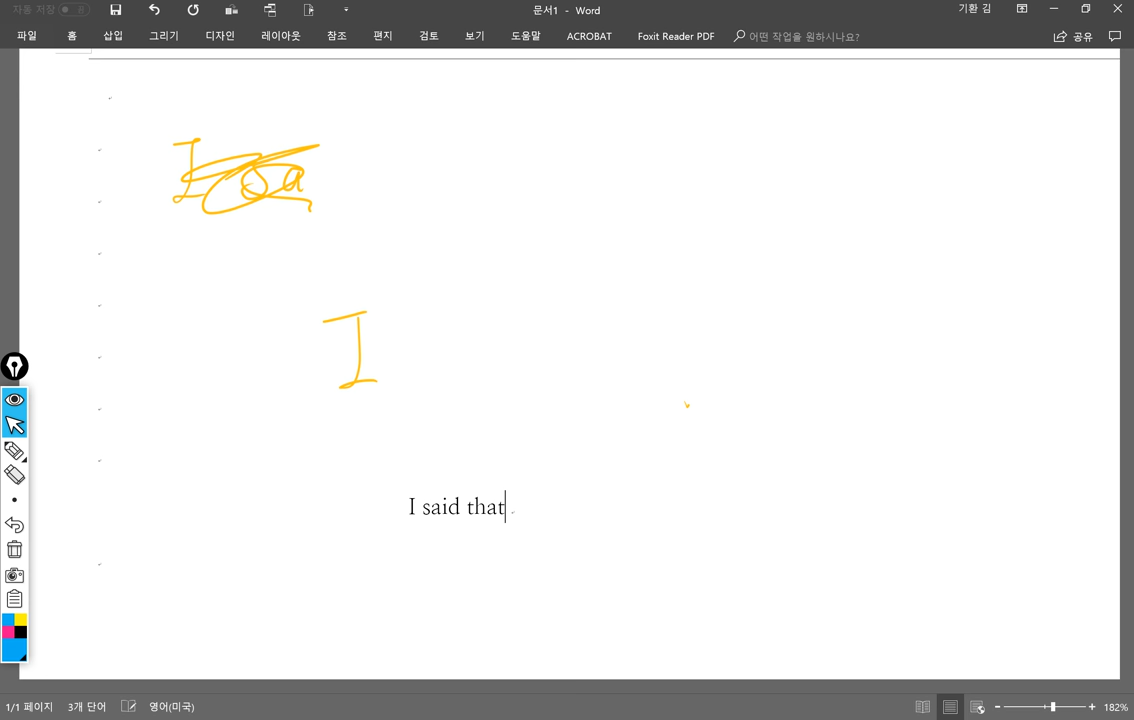 자동 저장
문서1 - Word
기환 김
파일 홈 삽입 그리기 디자인 레이아웃 참조 편지 검토 보기 도움말 ACROBAT Foxit Reader PDF 어떤 작업을 원하시나요? 공유
I
I
I said that
1/1 페이지 3개 단어 영어(미국) 182%